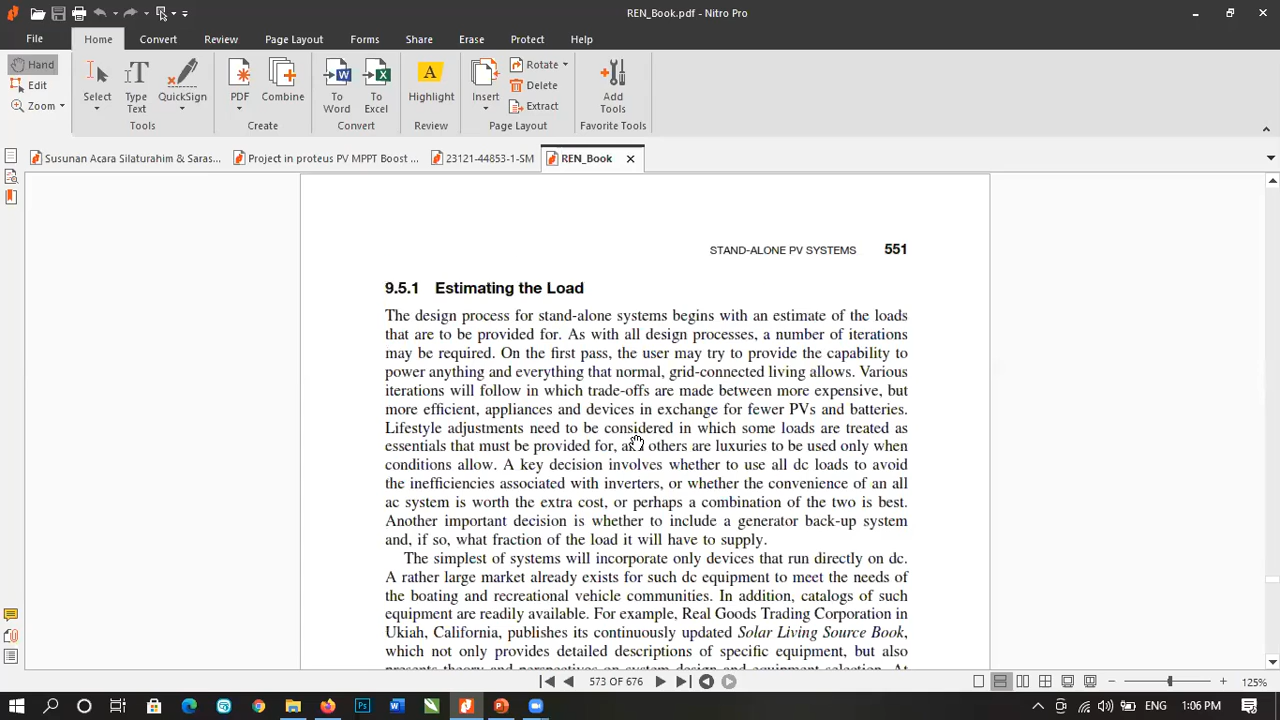 REN_Book.pdf - Nitro Pro
File Home Convert Review Page Layout Forms Share Erase Protect Help
Hand
Edit
Zoom
Select
Type Text
QuickSign
Tools
PDF
Combine
Create
To Word
To Excel
Convert
Highlight
Review
Insert
Rotate
Delete
Extract
Page Layout
Add Tools
Favorite Tools
Susunan Acara Silaturahim & Saras... Project in proteus PV MPPT Boost ... 23121-44853-1-SM REN_Book
STAND-ALONE PV SYSTEMS 551
9.5.1 Estimating the Load
The design process for stand-alone systems begins with an estimate of the loads
that are to be provided for. As with all design processes, a number of iterations
may be required. On the first pass, the user may try to provide the capability to
power anything and everything that normal, grid-connected living allows. Various
iterations will follow in which trade-offs are made between more expensive, but
more efficient, appliances and devices in exchange for fewer PVs and batteries.
Lifestyle adjustments need to be considered in which some loads are treated as
essentials that must be provided for, others are luxuries to be used only when
conditions allow. A key decision involves whether to use all dc loads to avoid
the inefficiencies associated with inverters, or whether the convenience of an all
ac system is worth the extra cost, or perhaps a combination of the two is best.
Another important decision is whether to include a generator back-up system
and, if so, what fraction of the load it will have to supply.
The simplest of systems will incorporate only devices that run directly on dc.
A rather large market already exists for such dc equipment to meet the needs of
the boating and recreational vehicle communities. In addition, catalogs of such
equipment are readily available. For example, Real Goods Trading Corporation in
Ukiah, California, publishes its continuously updated Solar Living Source Book,
which not only provides detailed descriptions of specific equipment, but also
presents theory and perspectives on system design and equipment selection. At
573 OF 676
125%
ENG 1:06 PM